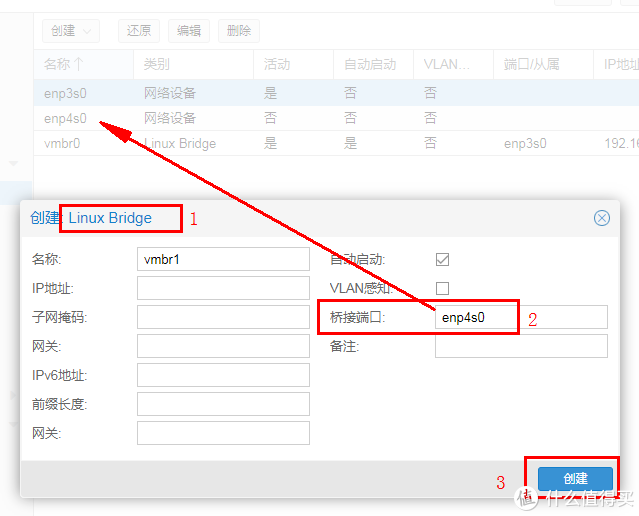 创建 还原 编辑 删除
名称↑ 类别 活动 自动启动 VLAN... 端口/从属 IP地址
enp3s0 网络设备 是 否 否
enp4s0 网络设备 否 否 否
vmbr0 Linux Bridge 是 是 否 enp3s0 192.16
创建: Linux Bridge 1
名称: vmbr1 自动启动:
IP地址: VLAN感知:
子网掩码: 桥接端口: enp4s0 2
网关: 备注:
IPv6地址:
前缀长度:
网关:
3 创建
值 什么值得买